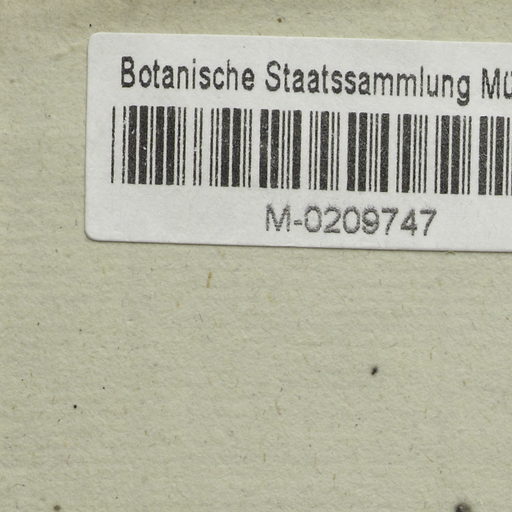 Botanische Staatssammlung Mü
M-0209747